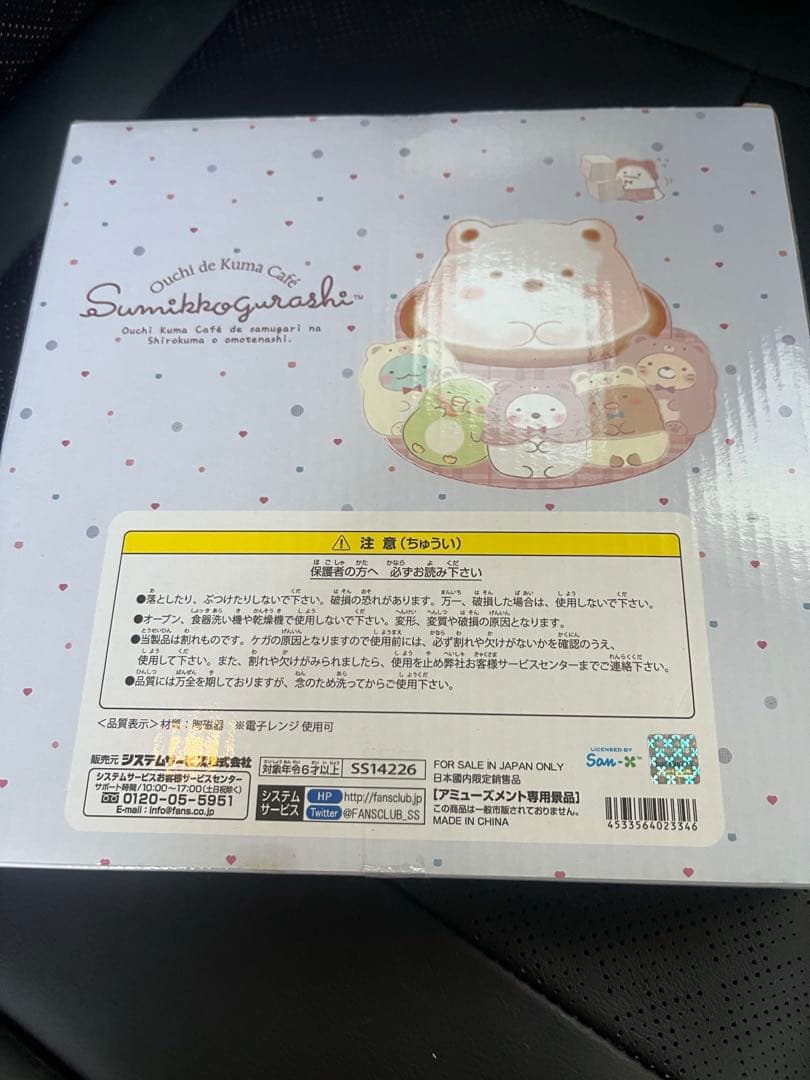 Ouchi de Kuma Café
Sumikkogurashi™
Ouchi Kuma Café de samugari na
Shirokuma o omotenashi.
⚠ 注 意 (ちゅうい)
保護者の方へ 必ずお読み下さい
●落としたり、ぶつけたりしないで下さい。破損の恐れがあります。万一、破損した場合は、使用しないで下さい。
●オーブン、食器洗い機や乾燥機で使用しないで下さい。変形、変質や破損の原因となります。
●当製品は割れものです。ケガの原因となりますので使用前には、必ず割れや欠けがないかを確認のうえ、
使用して下さい。また、割れや欠けがみられましたら、使用を止め弊社お客様サービスセンターまでご連絡下さい。
●品質には万全を期しておりますが、念のため洗ってからご使用下さい。
<品質表示>材質:陶磁器 ※電子レンジ 使用可
販売元 システムサービス株式会社
システムサービスお客様サービスセンター
サポート時間/10:00~17:00(土日祝除く)
0120-05-5951
E-mail:info@fans.co.jp
対象年令6才以上 SS14226
システムサービス
HP http://fansclub.jp
Twitter @FANSCLUB_SS
FOR SALE IN JAPAN ONLY
日本國内限定銷售品
【アミューズメント専用景品】
この商品は一般市販されておりません。
MADE IN CHINA
LICENSED BY
San-X
4533564023346